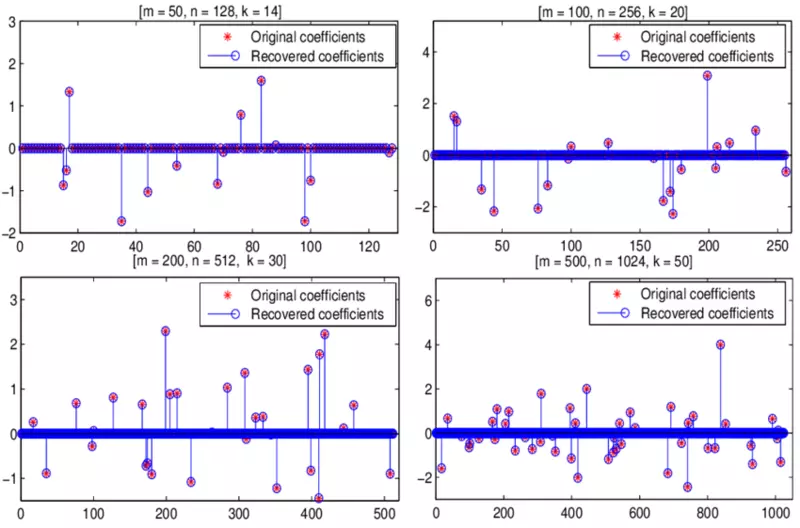 [m = 50, n = 128, k = 14]
3
2
1
0
−1
−2
0 20 40 60 80 100 120
Original coefficients
Recovered coefficients
[m = 100, n = 256, k = 20]
4
2
0
−2
0 50 100 150 200 250
Original coefficients
Recovered coefficients
[m = 200, n = 512, k = 30]
3
2
1
0
−1
0 100 200 300 400 500
Original coefficients
Recovered coefficients
[m = 500, n = 1024, k = 50]
6
4
2
0
−2
0 200 400 600 800 1000
Original coefficients
Recovered coefficients